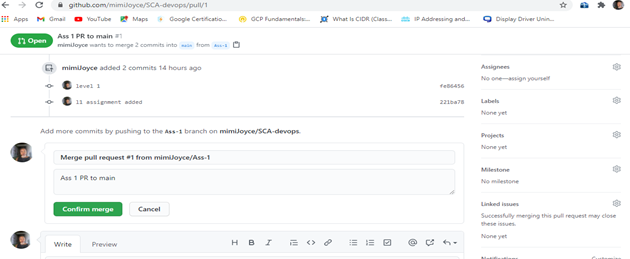 github.com/mimiJoyce/SCA-devops/pull/1
Apps Gmail YouTube Maps Google Certificatio... GCP Fundamentals:... What Is CIDR (Class... IP Addressing and... Display Driver Unin...
Open
Ass 1 PR to main #1
mimiJoyce wants to merge 2 commits into main from Ass-1
mimiJoyce added 2 commits 14 hours ago
level 1
fe86456
l1 assignment added
221ba78
Add more commits by pushing to the Ass-1 branch on mimiJoyce/SCA-devops.
Merge pull request #1 from mimiJoyce/Ass-1
Ass 1 PR to main
Confirm merge
Cancel
Write
Preview
Assignees
No one—assign yourself
Labels
None yet
Projects
None yet
Milestone
No milestone
Linked issues
Successfully merging this pull request may close
these issues.
None yet
Notifications
Customize